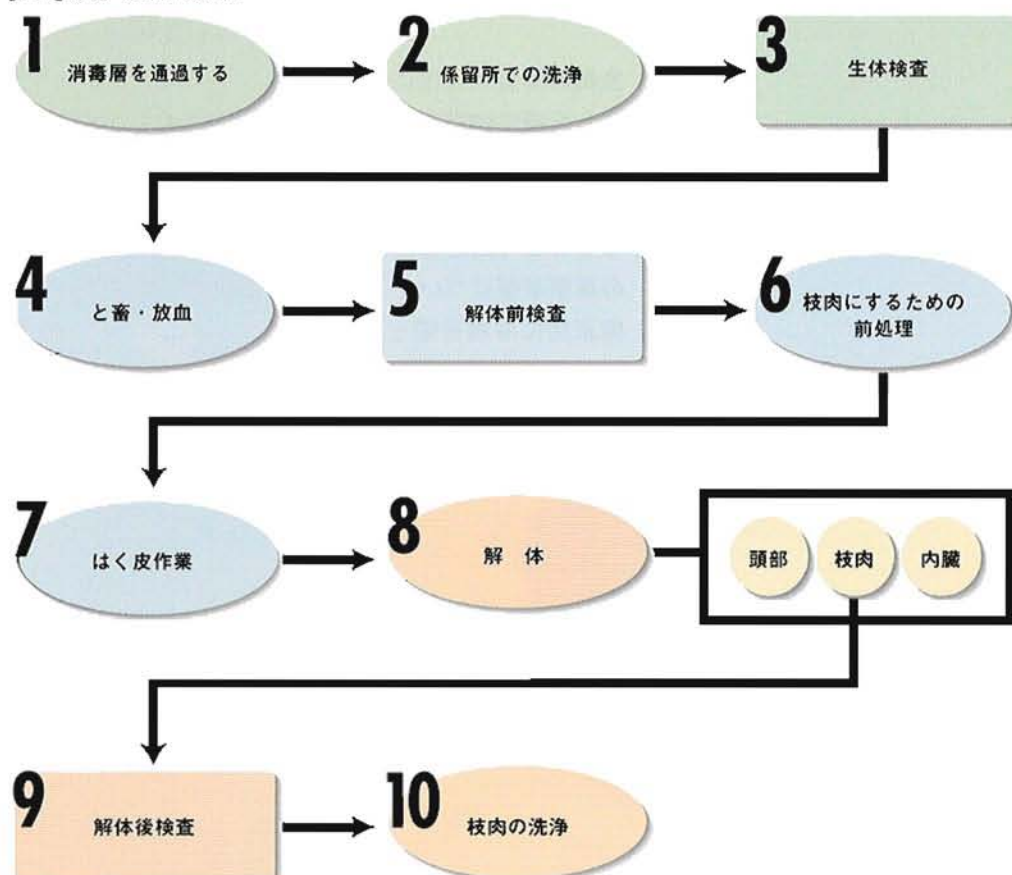 1
消毒層を通過する
2
係留所での洗浄
3
生体検査
4
と畜・放血
5
解体前検査
6
枝肉にするための
前処理
7
はく皮作業
8
解 体
頭部
枝肉
内臓
9
解体後検査
10
枝肉の洗浄